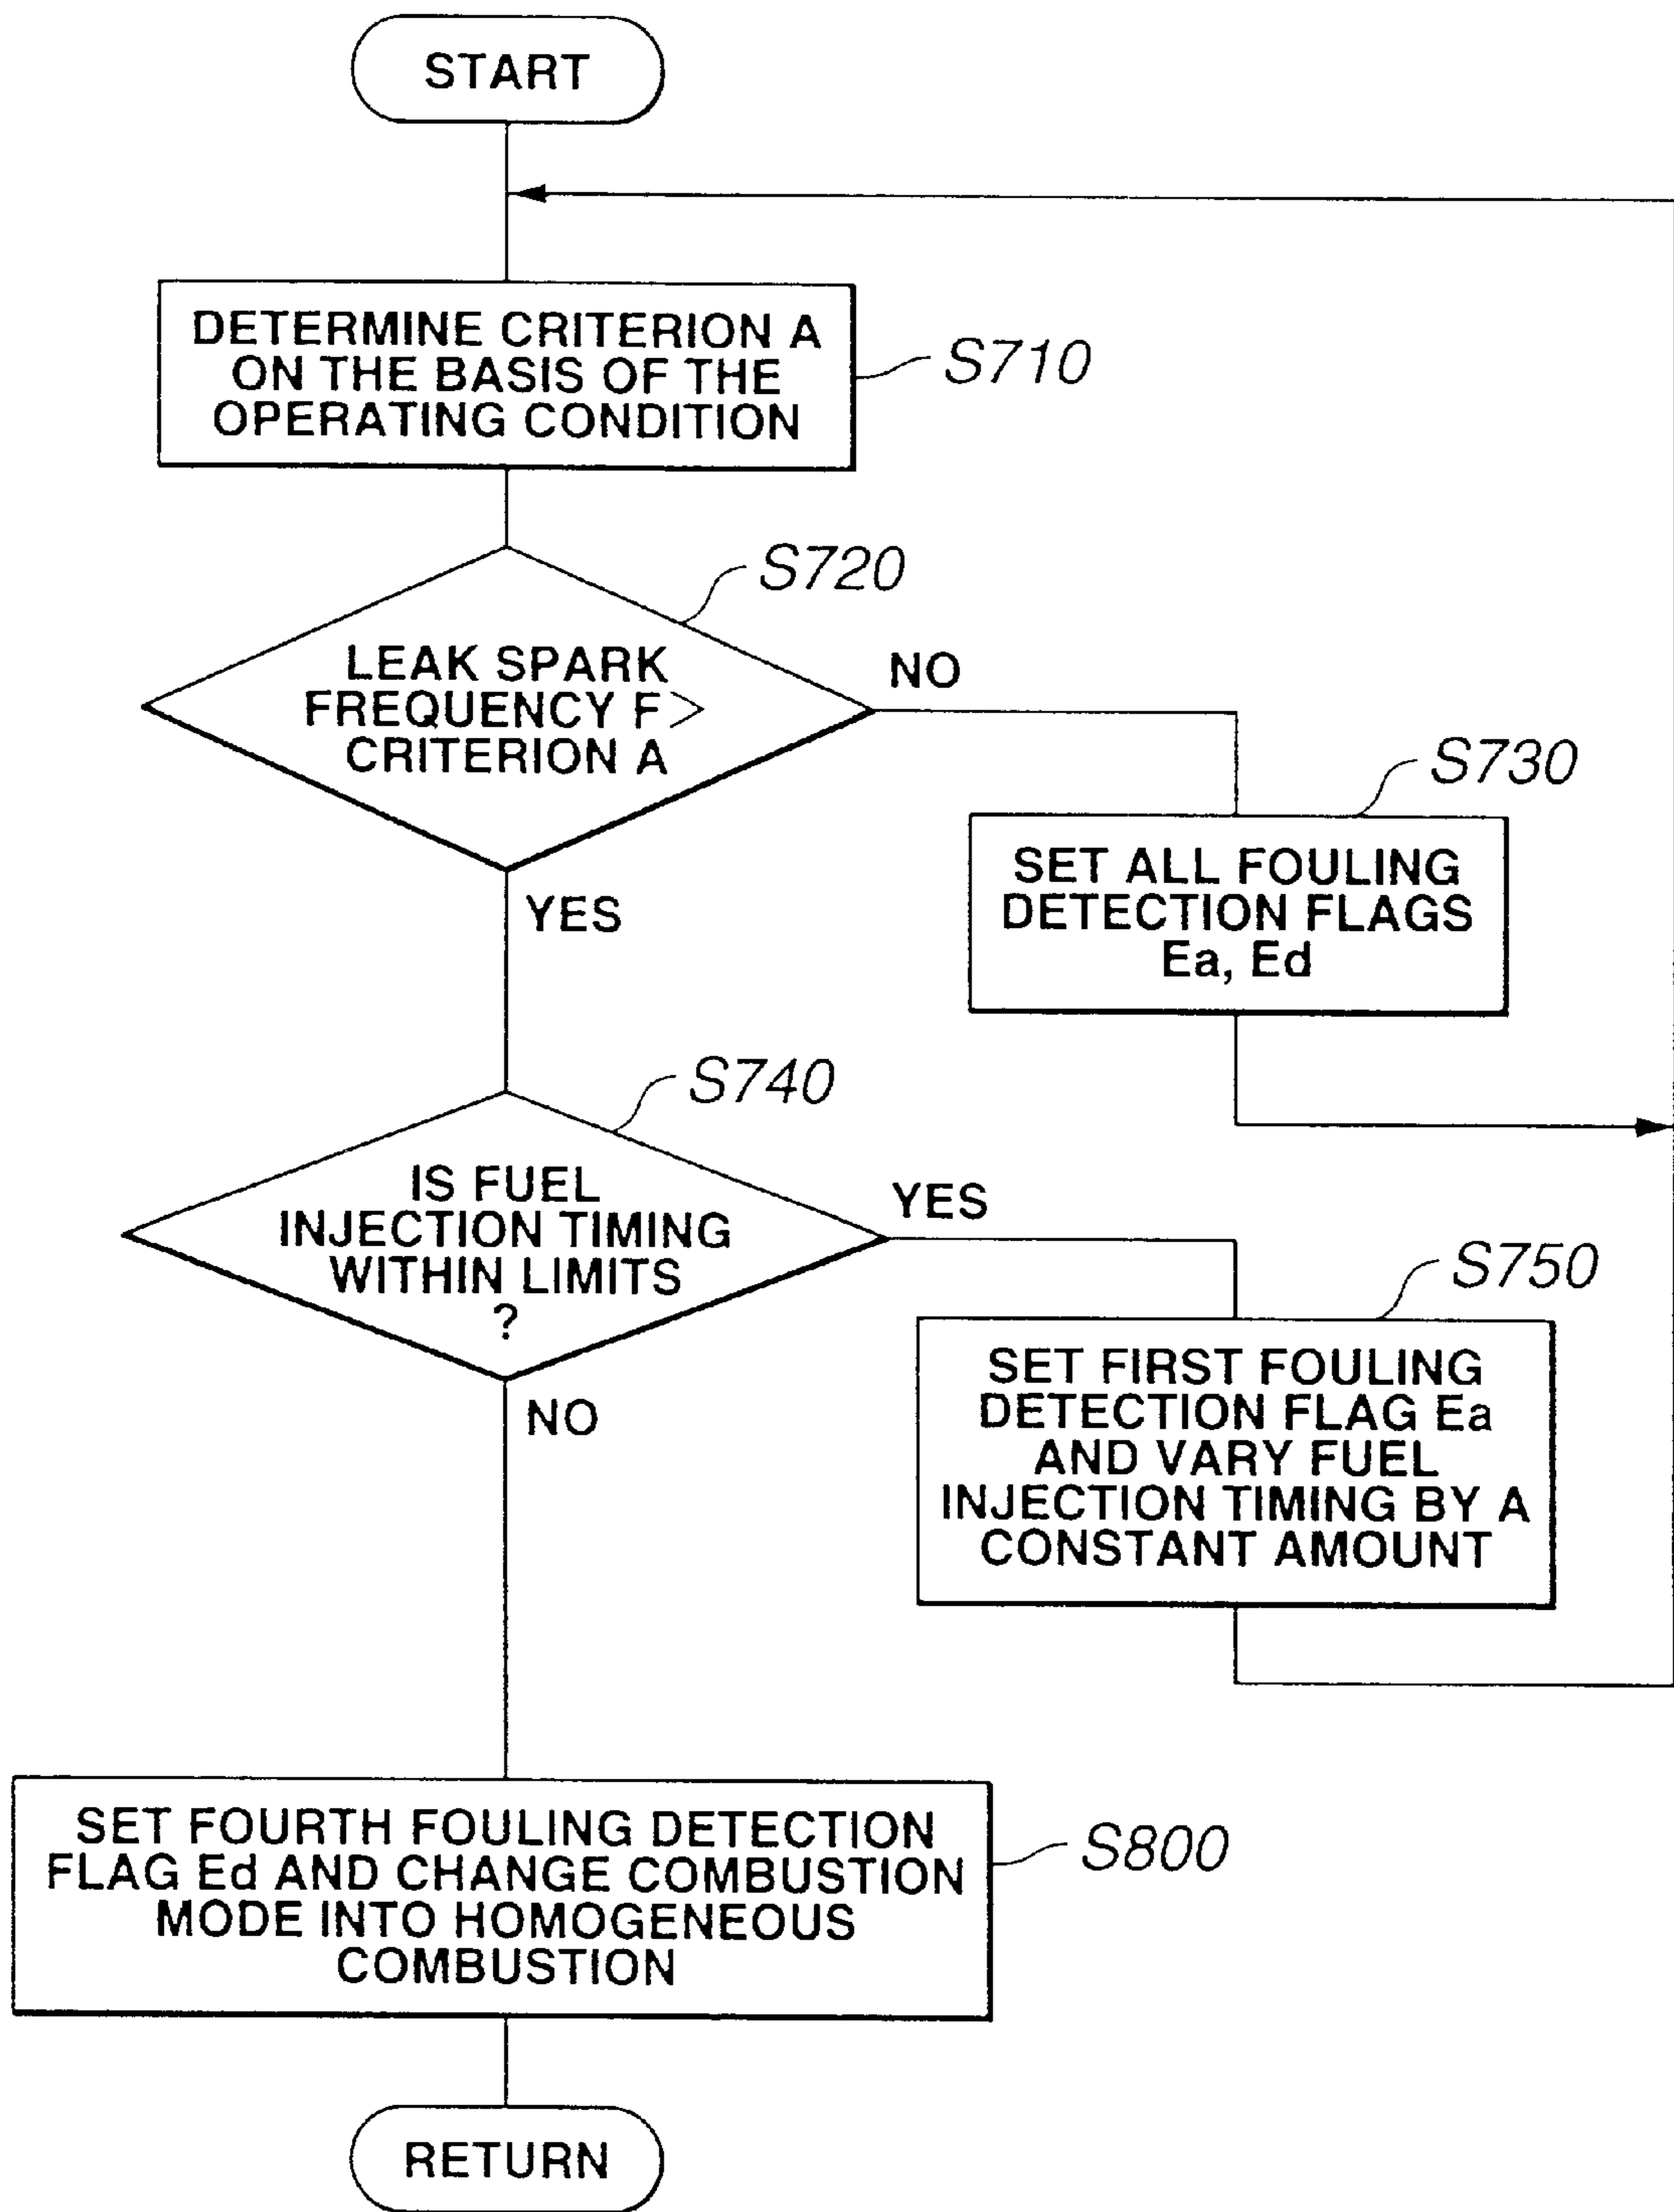 START
DETERMINE CRITERION A
ON THE BASIS OF THE
OPERATING CONDITION
S710
S720
LEAK SPARK
FREQUENCY F >
CRITERION A
NO
YES
S730
SET ALL FOULING
DETECTION FLAGS
Ea, Ed
S740
IS FUEL
INJECTION TIMING
WITHIN LIMITS
?
YES
NO
S750
SET FIRST FOULING
DETECTION FLAG Ea
AND VARY FUEL
INJECTION TIMING BY A
CONSTANT AMOUNT
SET FOURTH FOULING DETECTION
FLAG Ed AND CHANGE COMBUSTION
MODE INTO HOMOGENEOUS
COMBUSTION
S800
RETURN